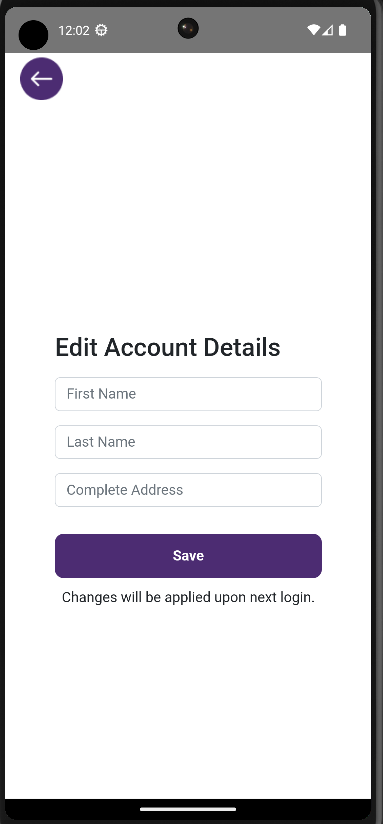 12:02
Edit Account Details
First Name
Last Name
Complete Address
Save
Changes will be applied upon next login.